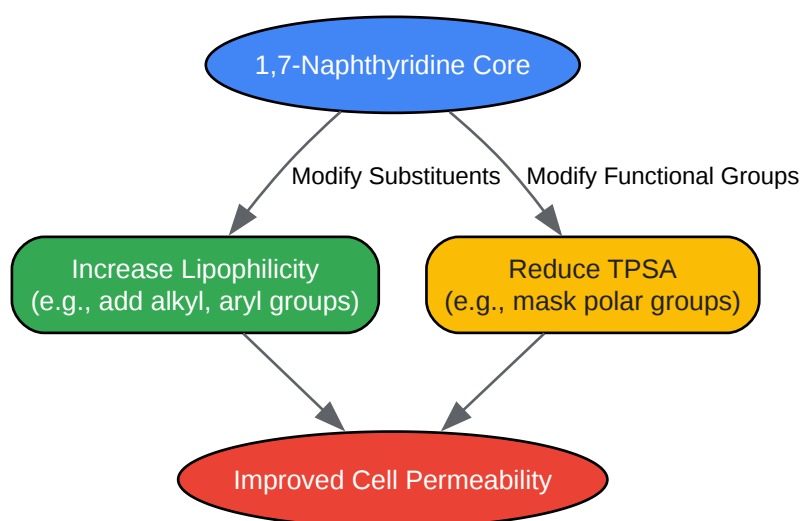 1,7-Naphthyridine Core
Modify Substituents
Modify Functional Groups
Increase Lipophilicity
(e.g., add alkyl, aryl groups)
Reduce TPSA
(e.g., mask polar groups)
Improved Cell Permeability